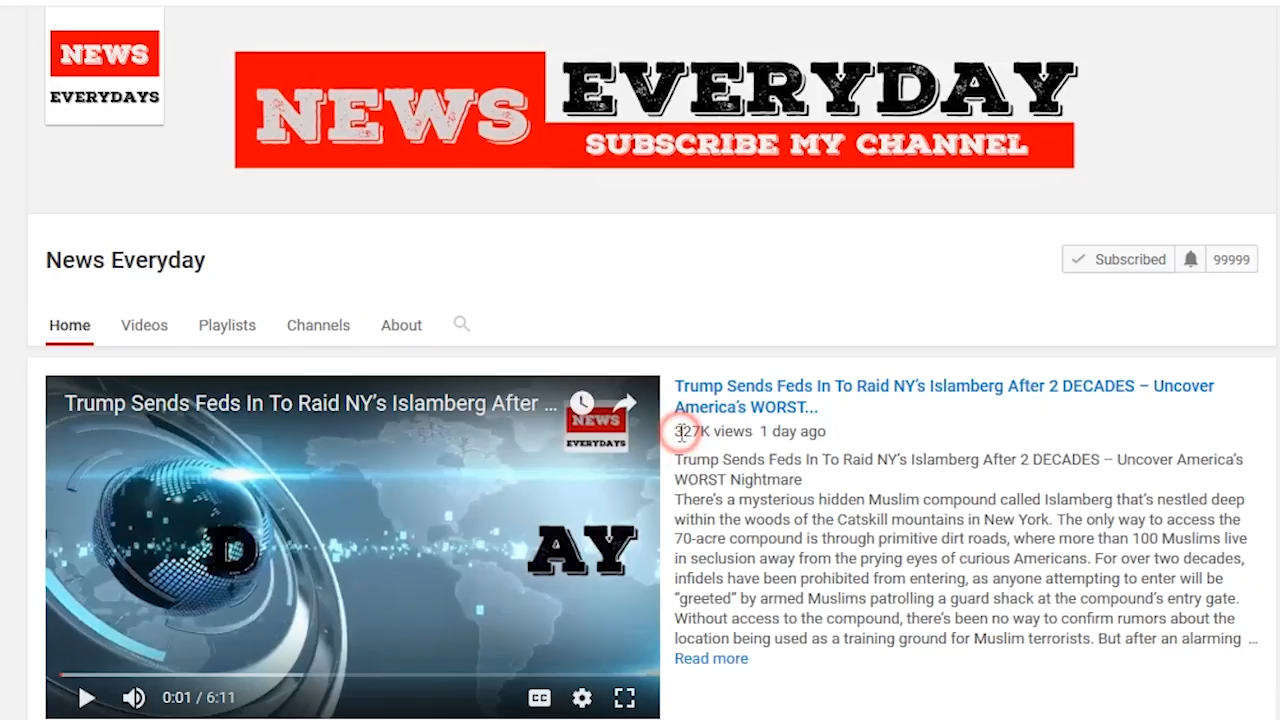 NEWS
EVERYDAYS
NEWS
EVERYDAY
SUBSCRIBE MY CHANNEL
News Everyday
Subscribed
99999
Home
Videos
Playlists
Channels
About
Trump Sends Feds In To Raid NY's Islamberg After ...
NEWS
EVERYDAYS
D
AY
0:01 / 6:11
CC
Trump Sends Feds In To Raid NY's Islamberg After 2 DECADES – Uncover
America's WORST...
327K views 1 day ago
Trump Sends Feds In To Raid NY's Islamberg After 2 DECADES – Uncover America's
WORST Nightmare
There's a mysterious hidden Muslim compound called Islamberg that's nestled deep
within the woods of the Catskill mountains in New York. The only way to access the
70-acre compound is through primitive dirt roads, where more than 100 Muslims live
in seclusion away from the prying eyes of curious Americans. For over two decades,
infidels have been prohibited from entering, as anyone attempting to enter will be
“greeted” by armed Muslims patrolling a guard shack at the compound's entry gate.
Without access to the compound, there's been no way to confirm rumors about the
location being used as a training ground for Muslim terrorists. But after an alarming ...
Read more